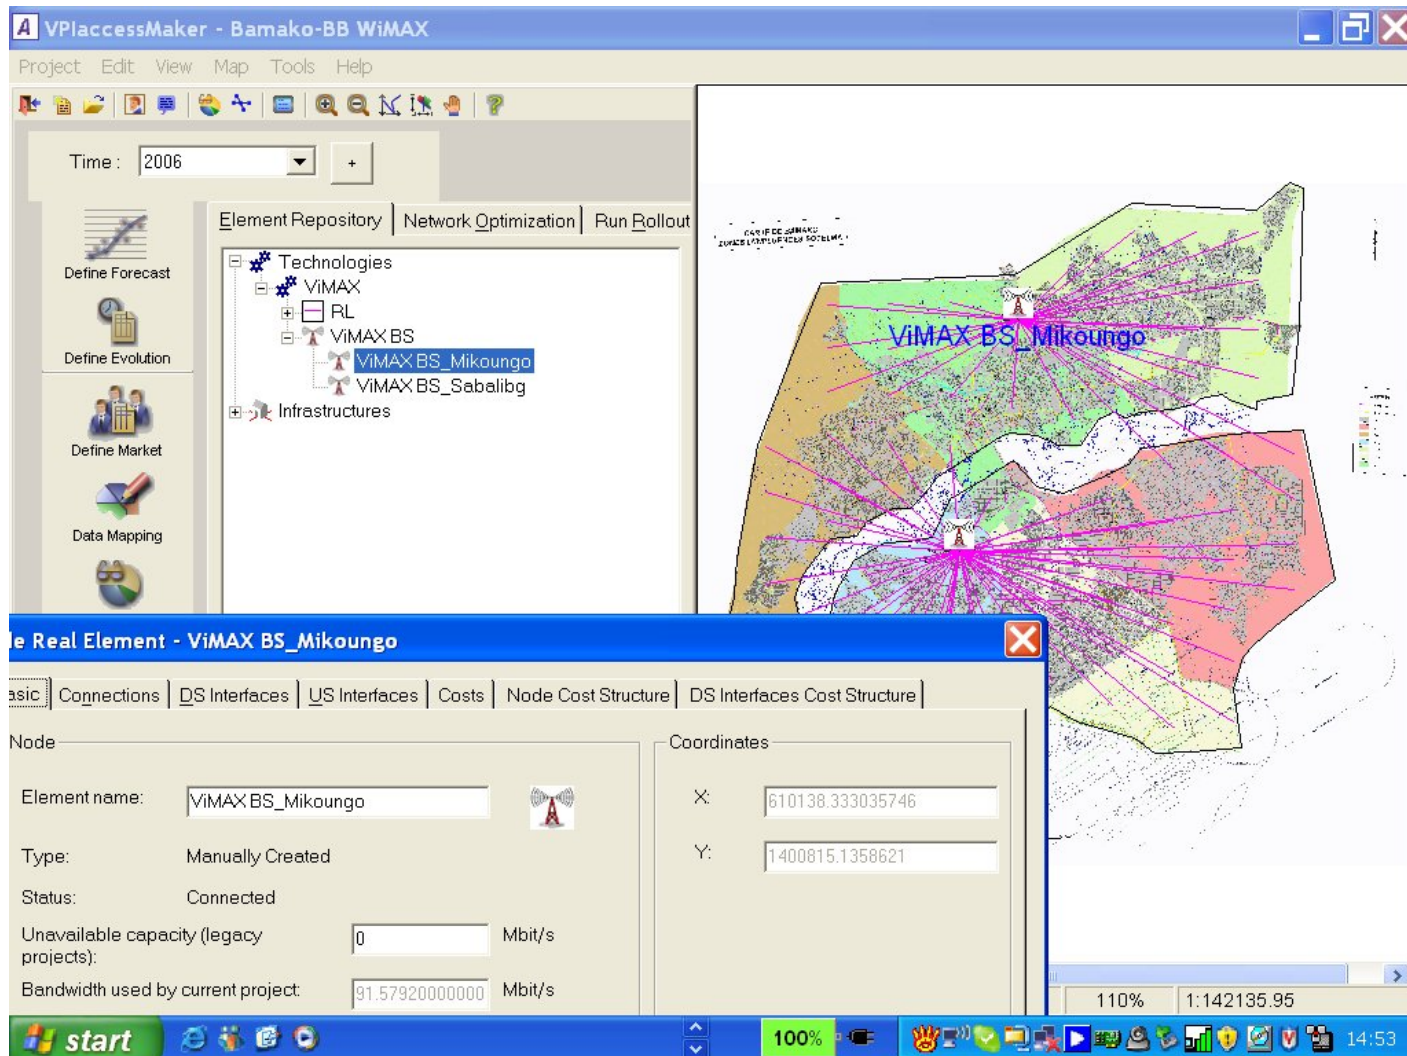 VPIaccessMaker - Bamako-BB WiMAX
Project Edit View Map Tools Help
Time : 2006 +
Element Repository Network Optimization Run Rollout
Define Forecast
Define Evolution
Define Market
Data Mapping
Technologies
ViMAX
RL
ViMAX BS
ViMAX BS_Mikoungo
ViMAX BS_Sabalibg
Infrastructures
CARTE DE BAMAKO
ViMAX BS_Mikoungo
le Real Element - ViMAX BS_Mikoungo
asic Connections DS Interfaces US Interfaces Costs Node Cost Structure DS Interfaces Cost Structure
Node
Element name: ViMAX BS_Mikoungo
Type: Manually Created
Status: Connected
Unavailable capacity (legacy projects): 0 Mbit/s
Bandwidth used by current project: 91.57920000000 Mbit/s
Coordinates
X: 610138.333035746
Y: 1400815.1358621
110% 1:142135.95
start 100% 14:53